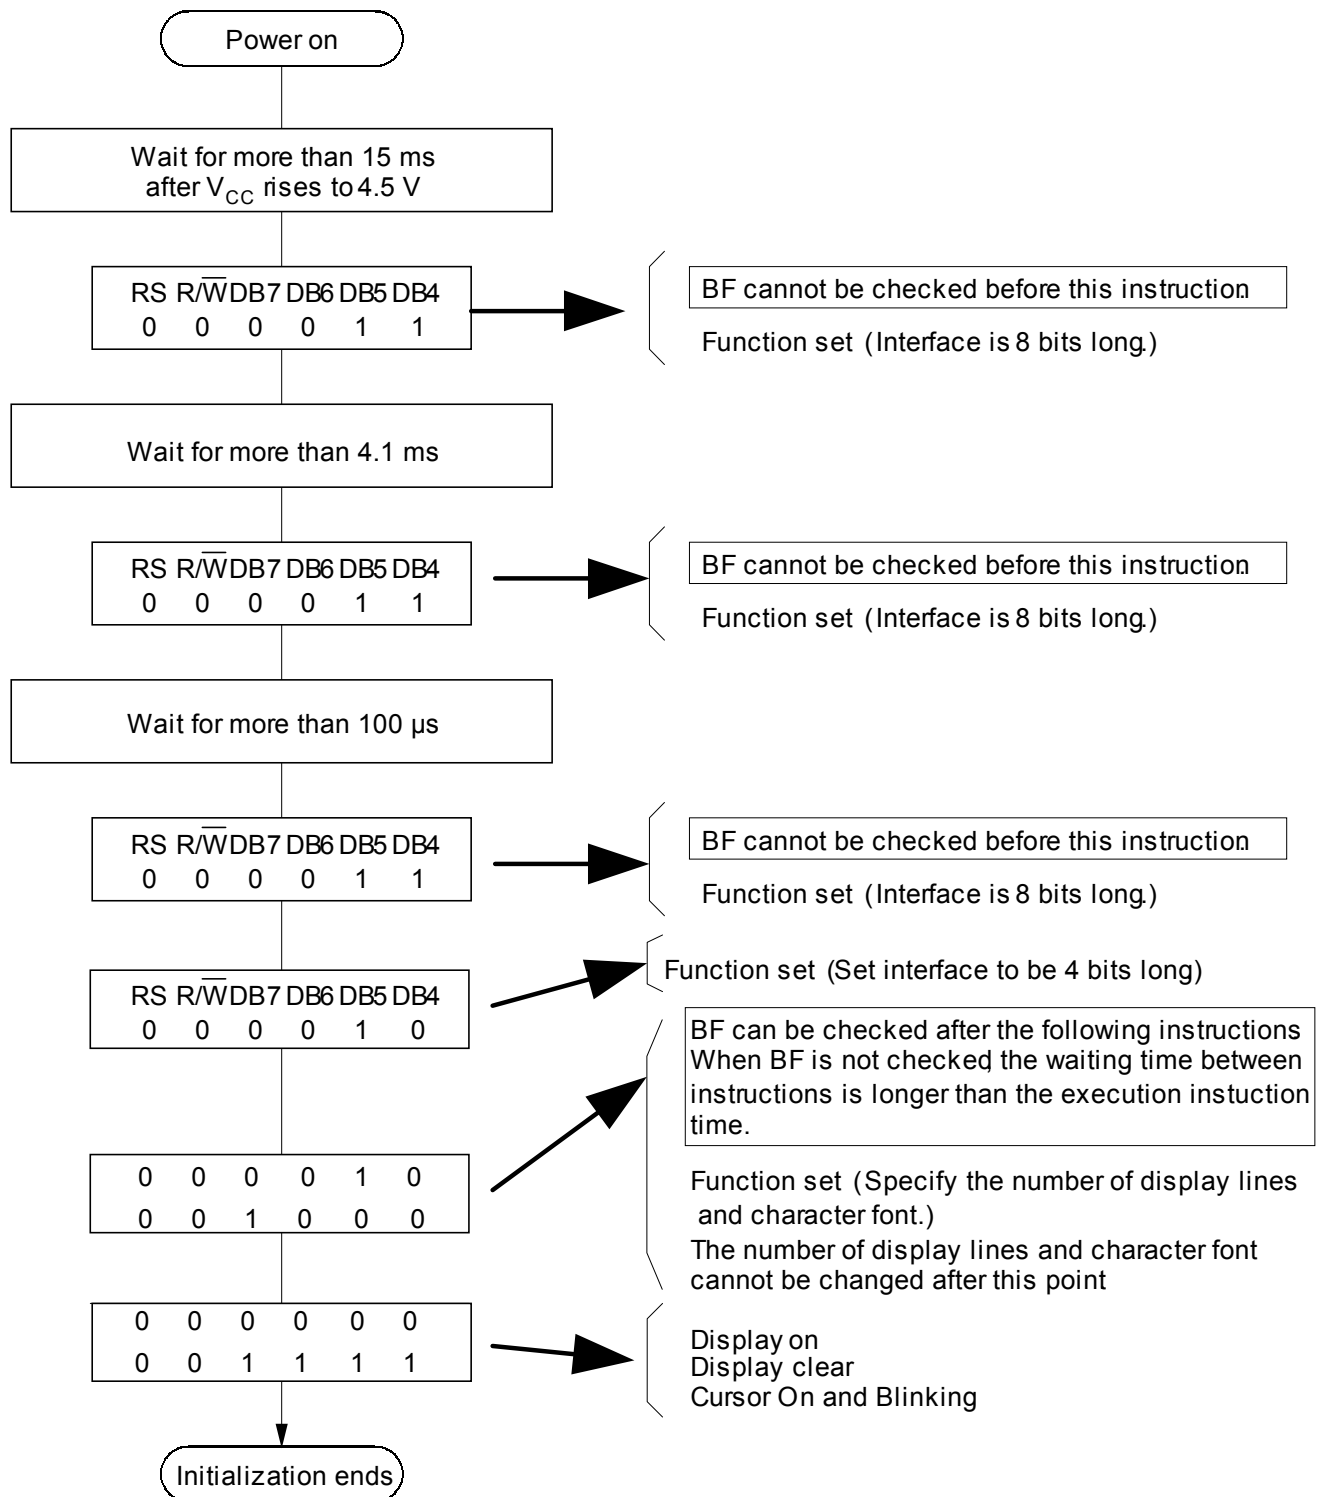 Power on
Wait for more than 15 ms
after VCC rises to 4.5 V
RS R/W̅ DB7 DB6 DB5 DB4
0 0 0 0 1 1
BF cannot be checked before this instruction.
Function set (Interface is 8 bits long.)
Wait for more than 4.1 ms
RS R/W̅ DB7 DB6 DB5 DB4
0 0 0 0 1 1
BF cannot be checked before this instruction.
Function set (Interface is 8 bits long.)
Wait for more than 100 µs
RS R/W̅ DB7 DB6 DB5 DB4
0 0 0 0 1 1
BF cannot be checked before this instruction.
Function set (Interface is 8 bits long.)
RS R/W̅ DB7 DB6 DB5 DB4
0 0 0 0 1 0
Function set (Set interface to be 4 bits long)
BF can be checked after the following instructions
When BF is not checked, the waiting time between
instructions is longer than the execution instuction
time.
0 0 0 0 1 0
0 0 1 0 0 0
Function set (Specify the number of display lines
and character font.)
The number of display lines and character font
cannot be changed after this point
0 0 0 0 0 0
0 0 1 1 1 1
Display on
Display clear
Cursor On and Blinking
Initialization ends